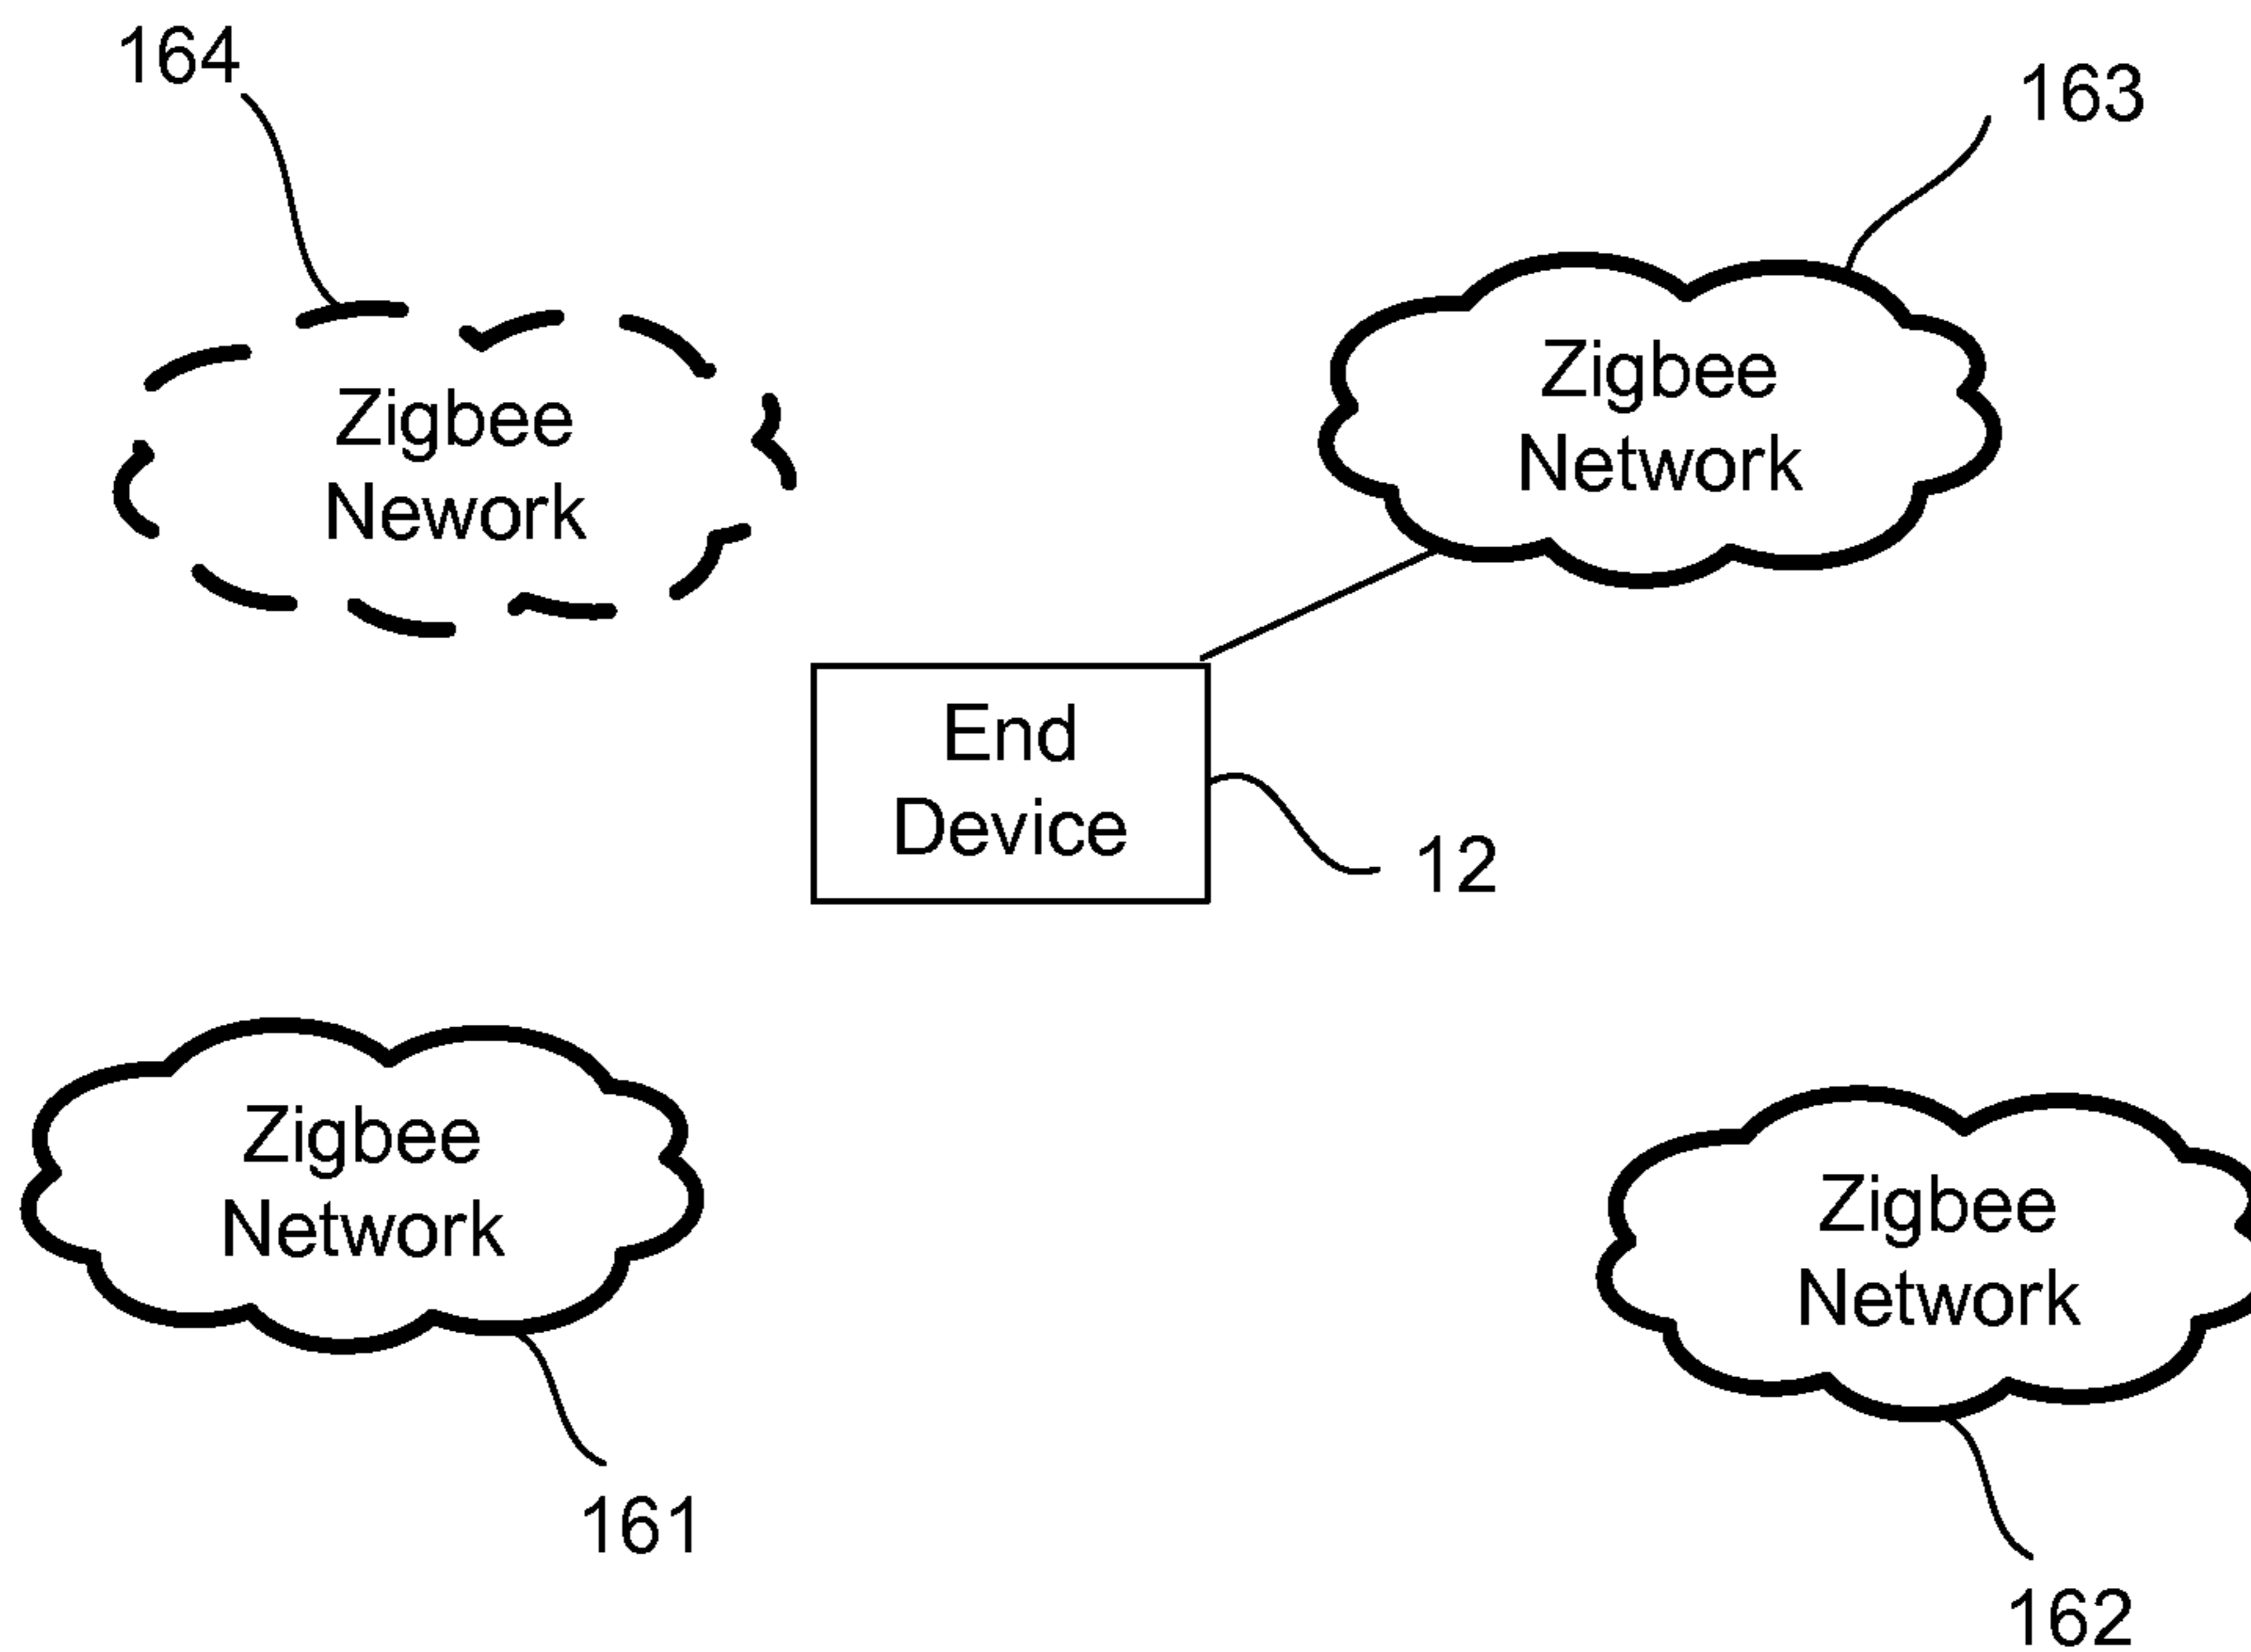 164
163
Zigbee
Nework
Zigbee
Network
End
Device
12
Zigbee
Network
Zigbee
Network
161
162